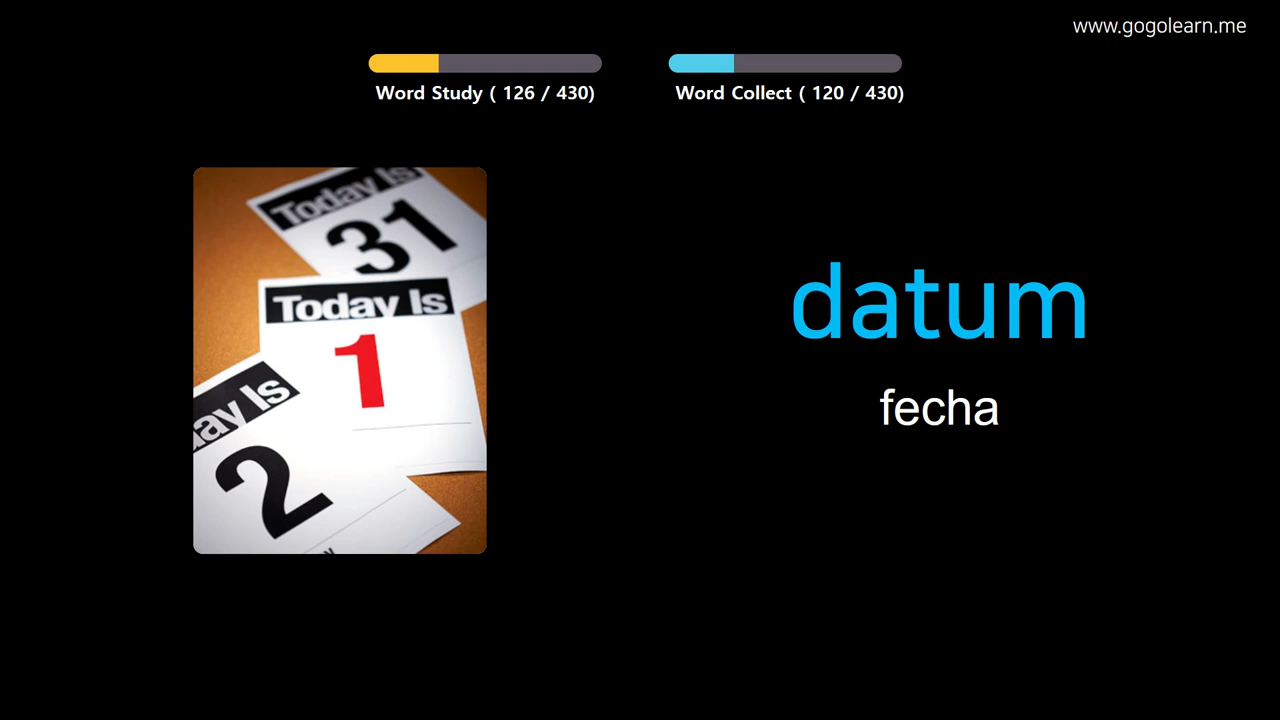 www.gogolearn.me
Word Study ( 126 / 430)
Word Collect ( 120 / 430)
Today Is
31
Today Is
1
ay Is
2
datum
fecha